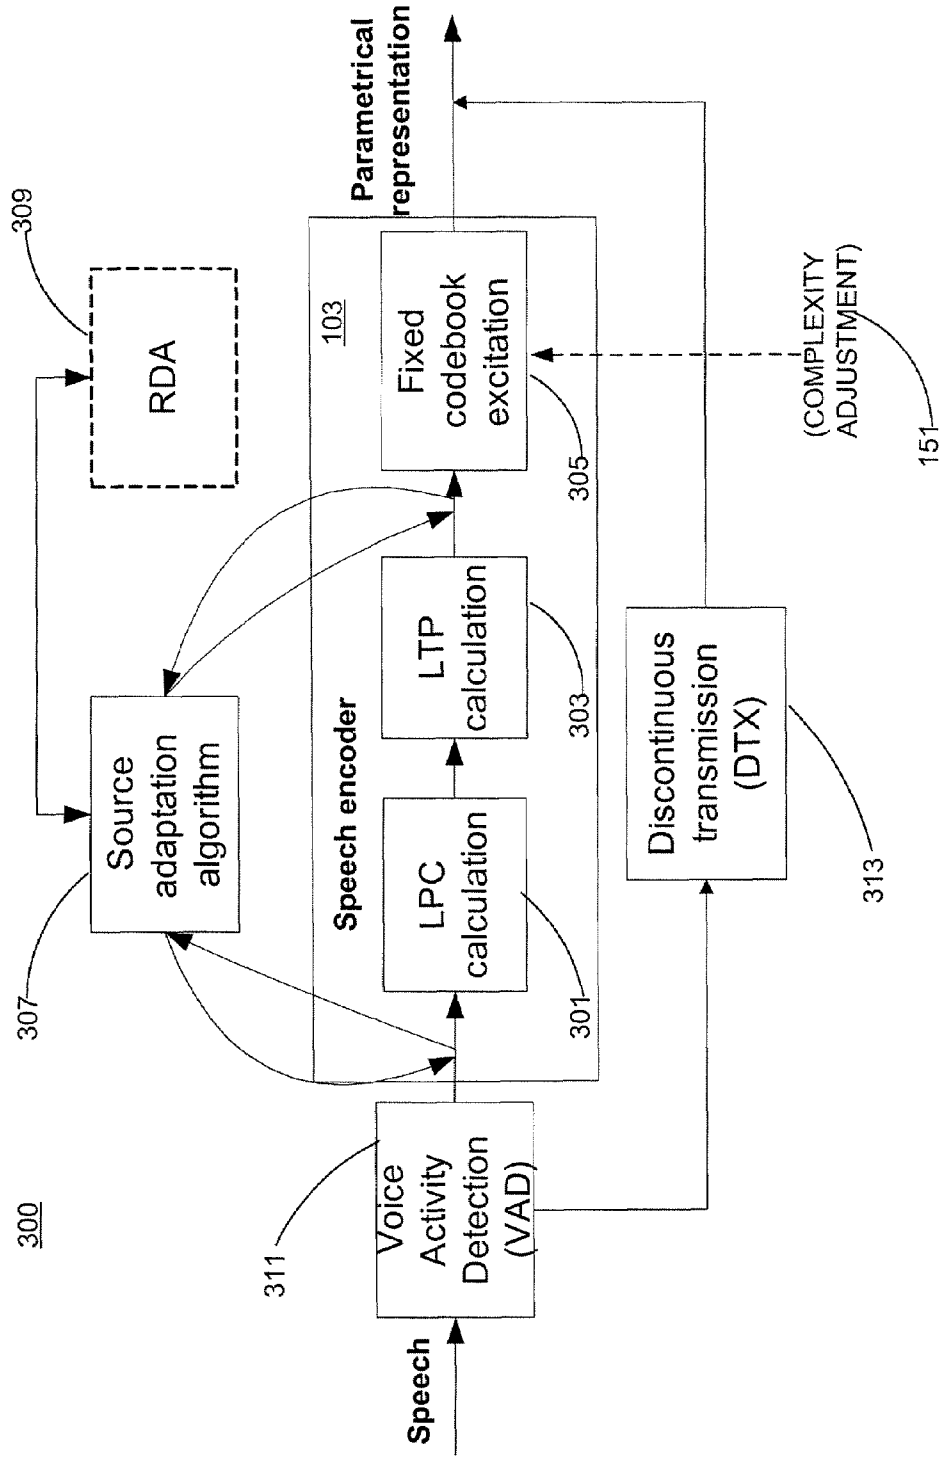 300
307
309
Source
adaptation
algorithm
RDA
Speech encoder
103
Parametrical
representation
Speech
311
Voice
Activity
Detection
(VAD)
LPC
calculation
301
LTP
calculation
303
Fixed
codebook
excitation
305
Discontinuous
transmission
(DTX)
313
(COMPLEXITY
ADJUSTMENT)
151